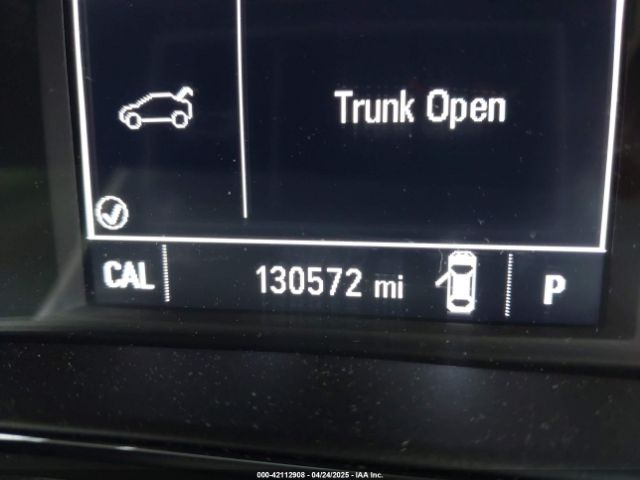 Trunk Open
CAL 130572 mi P
000-42112908 - 04/24/2025 - IAA Inc.